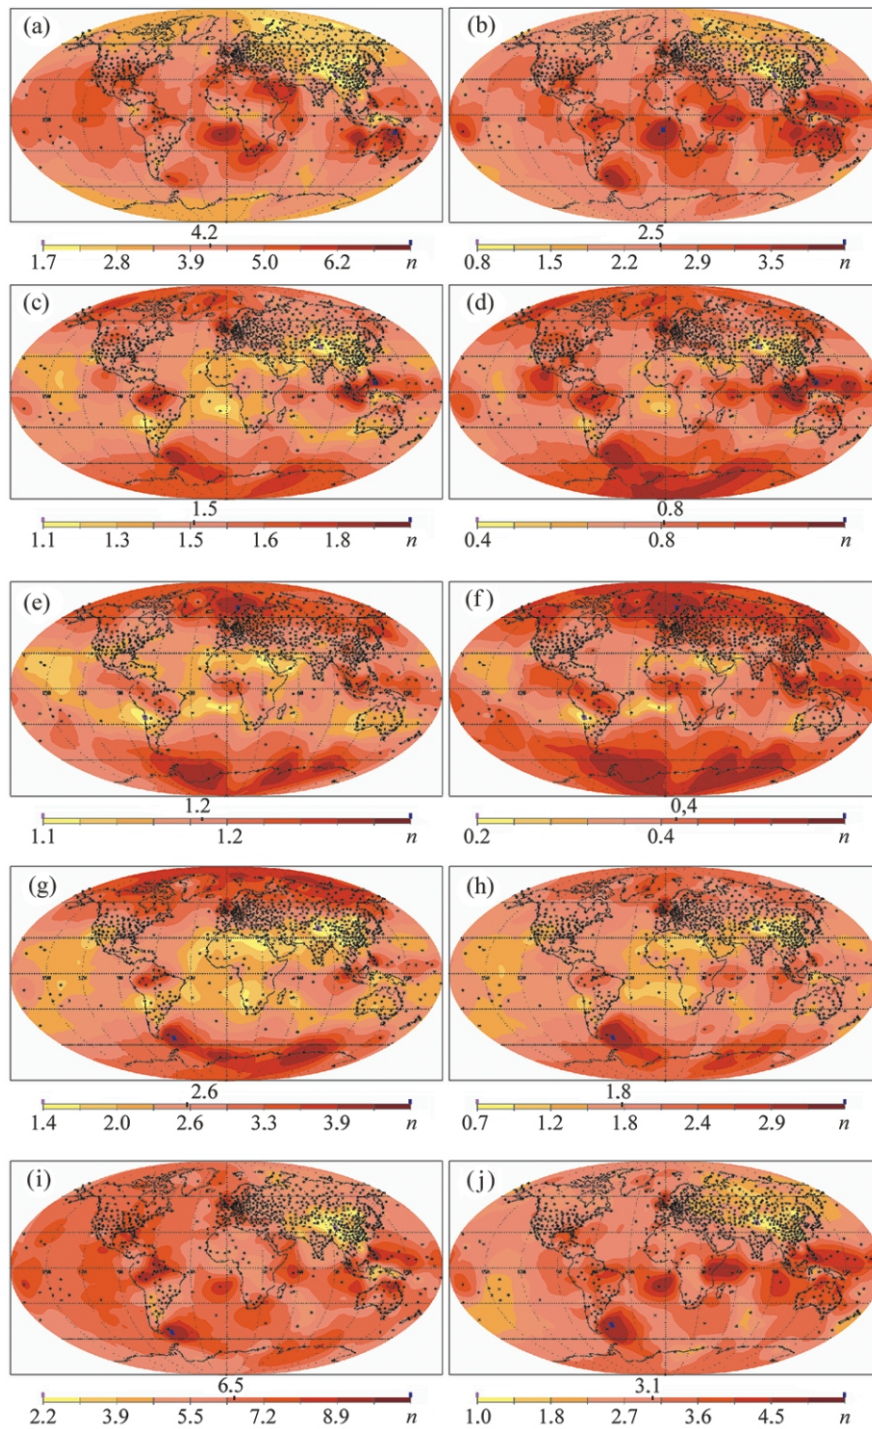 (a) (b)
4.2 2.5
1.7 2.8 3.9 5.0 6.2 n 0.8 1.5 2.2 2.9 3.5 n
(c) (d)
1.5 0.8
1.1 1.3 1.5 1.6 1.8 n 0.4 0.8 n
(e) (f)
1.2 0,4
1.1 1.2 n 0.2 0.4 n
(g) (h)
2.6 1.8
1.4 2.0 2.6 3.3 3.9 n 0.7 1.2 1.8 2.4 2.9 n
(i) (j)
6.5 3.1
2.2 3.9 5.5 7.2 8.9 n 1.0 1.8 2.7 3.6 4.5 n